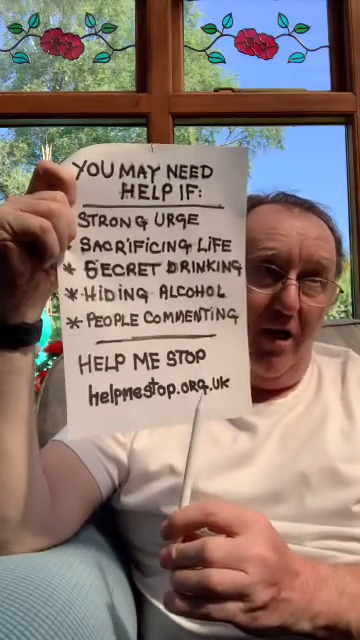 YOU MAY NEED
HELP IF:
STRONG URGE
SACRIFICING LIFE
* SECRET DRINKING
* HIDING ALCOHOL
* PEOPLE COMMENTING
HELP ME STOP
helpmestop.org.uk